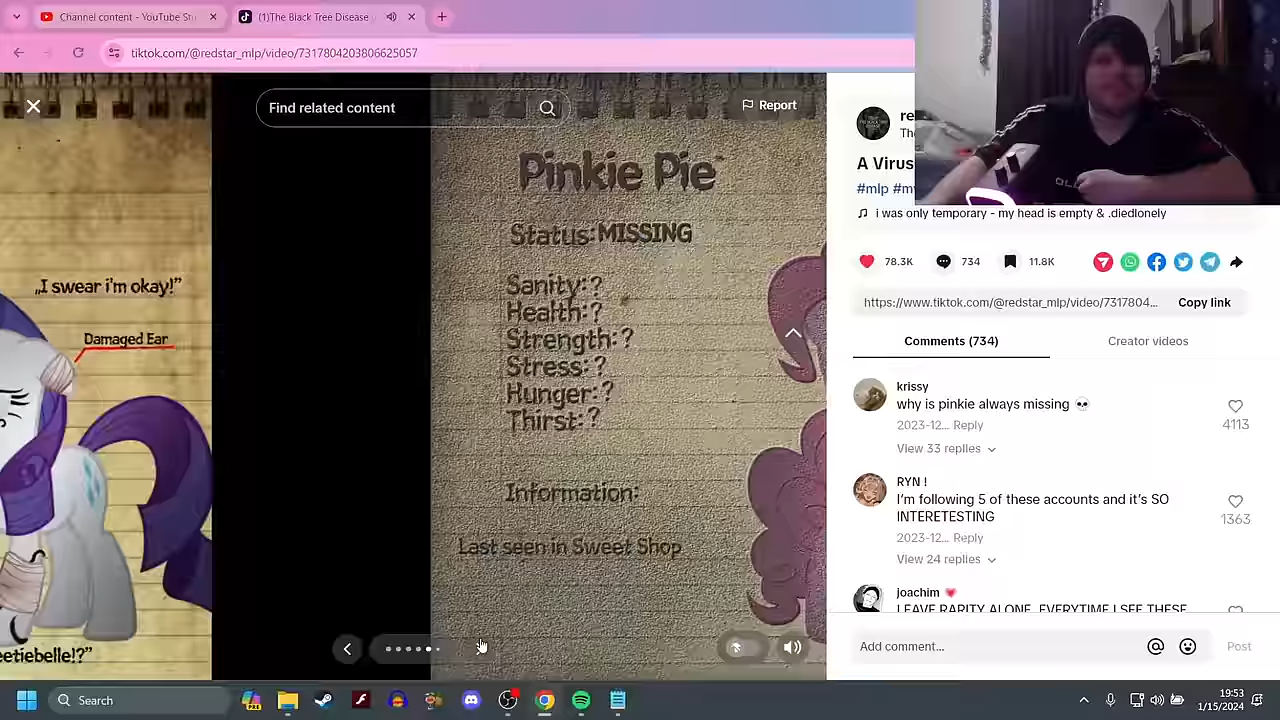 Channel content - YouTube St
(1)The Black Tree Disease
tiktok.com/@redstar_mlp/video/7317804203806625057
Find related content
Report
„I swear i'm okay!”
Damaged Ear
eetiebelle!?”
Pinkie Pie
Status:MISSING
Sanity:?
Health:?
Strength:?
Stress:?
Hunger:?
Thirst:?
Information:
Last seen in Sweet Shop
re
Th
A Virus
#mlp #m
i was only temporary - my head is empty & .diedlonely
78.3K 734 11.8K
https://www.tiktok.com/@redstar_mlp/video/7317804... Copy link
Comments (734) Creator videos
krissy
why is pinkie always missing 💀
4113
2023-12... Reply
View 33 replies
RYN !
I'm following 5 of these accounts and it's SO
INTERETESTING
1363
2023-12... Reply
View 24 replies
joachim 💗
LEAVE RARITY ALONE, EVERYTIME I SEE THESE
Add comment... Post
Search
PRE
19:53
1/15/2024